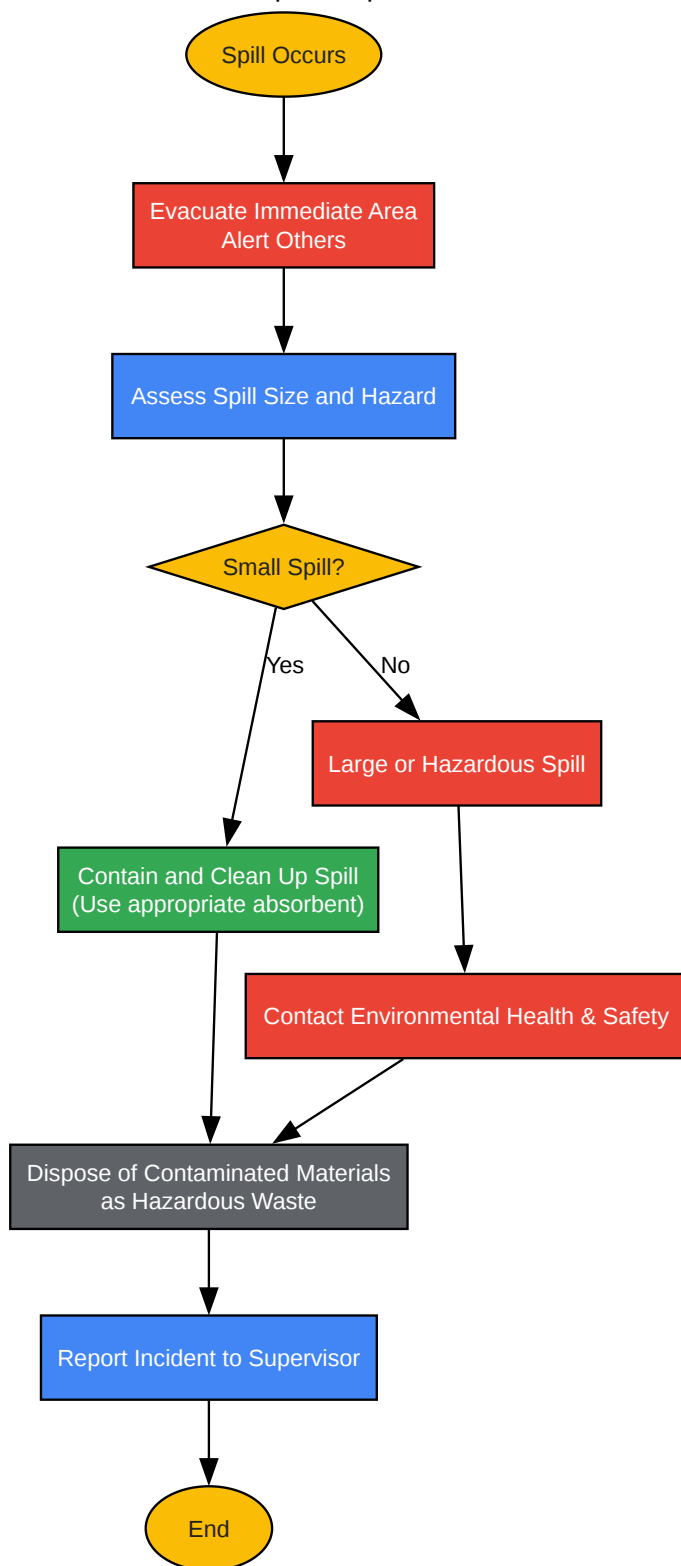 Spill Occurs
Evacuate Immediate Area
Alert Others
Assess Spill Size and Hazard
Small Spill?
Yes
No
Large or Hazardous Spill
Contain and Clean Up Spill
(Use appropriate absorbent)
Contact Environmental Health & Safety
Dispose of Contaminated Materials
as Hazardous Waste
Report Incident to Supervisor
End